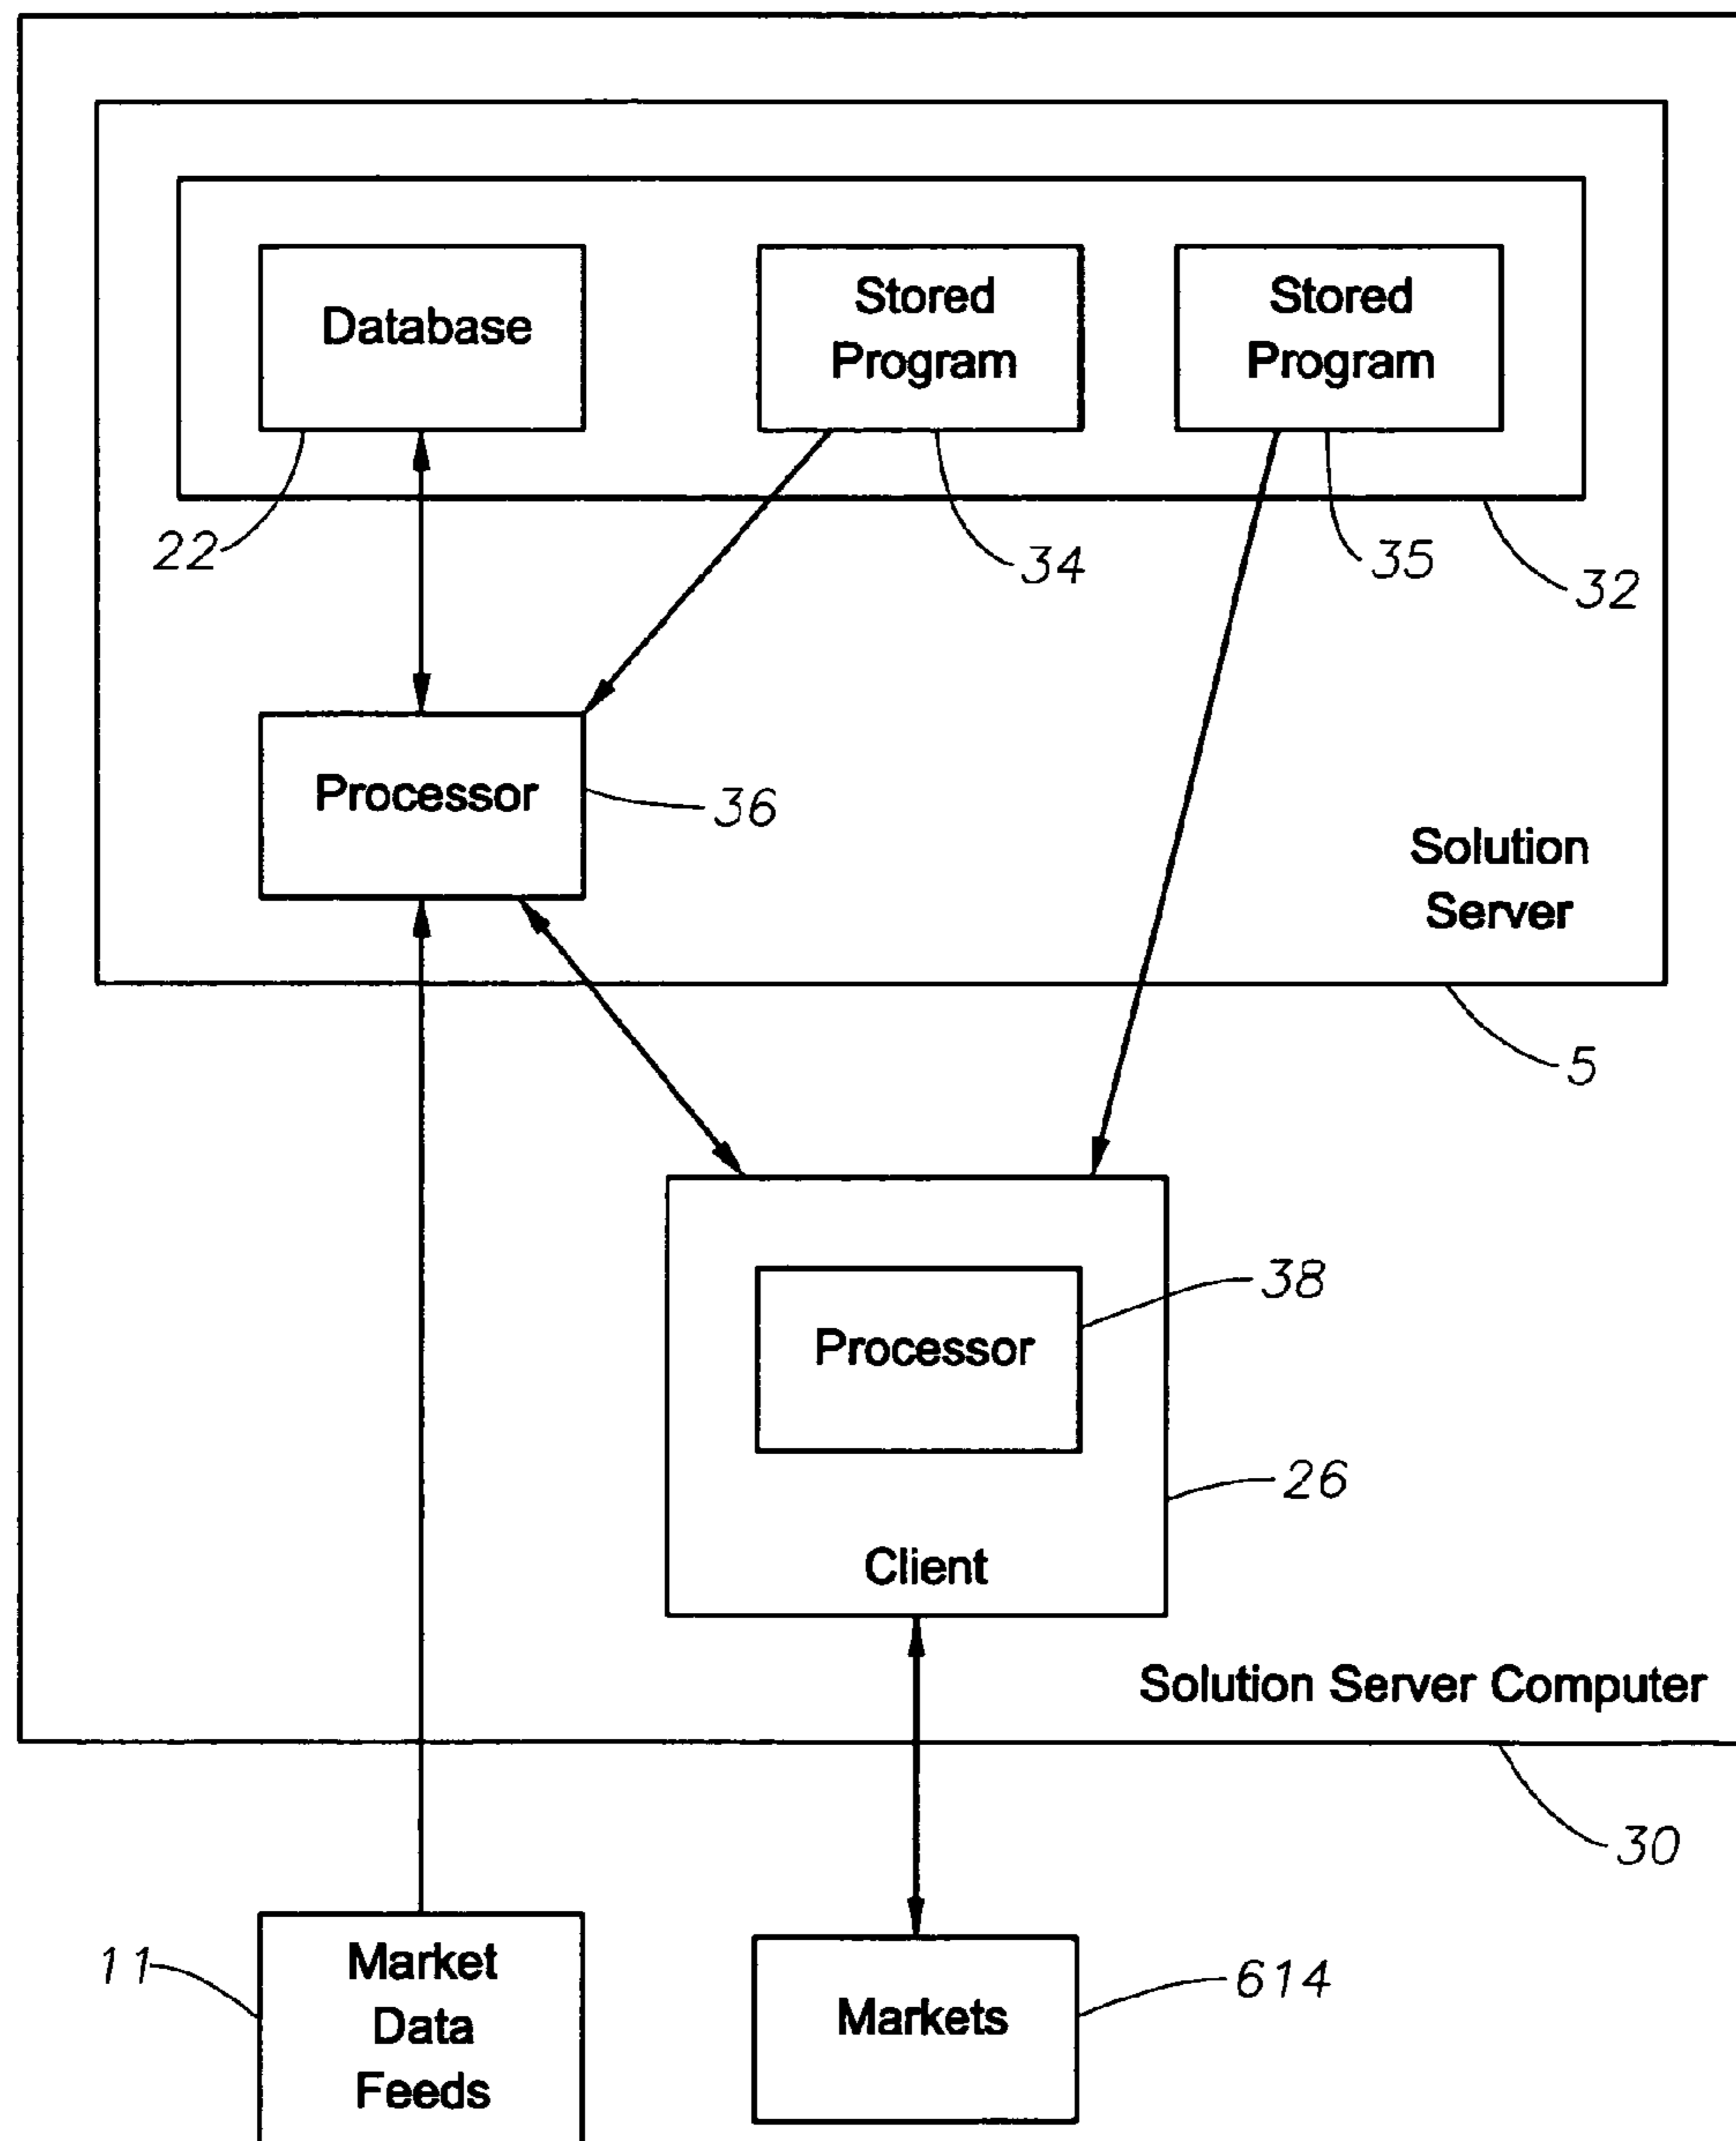 Database
Stored
Program
Stored
Program
22
34
35
32
Processor
36
Solution
Server
5
38
Processor
26
Client
Solution Server Computer
30
11
Market
Data
Feeds
Markets
614